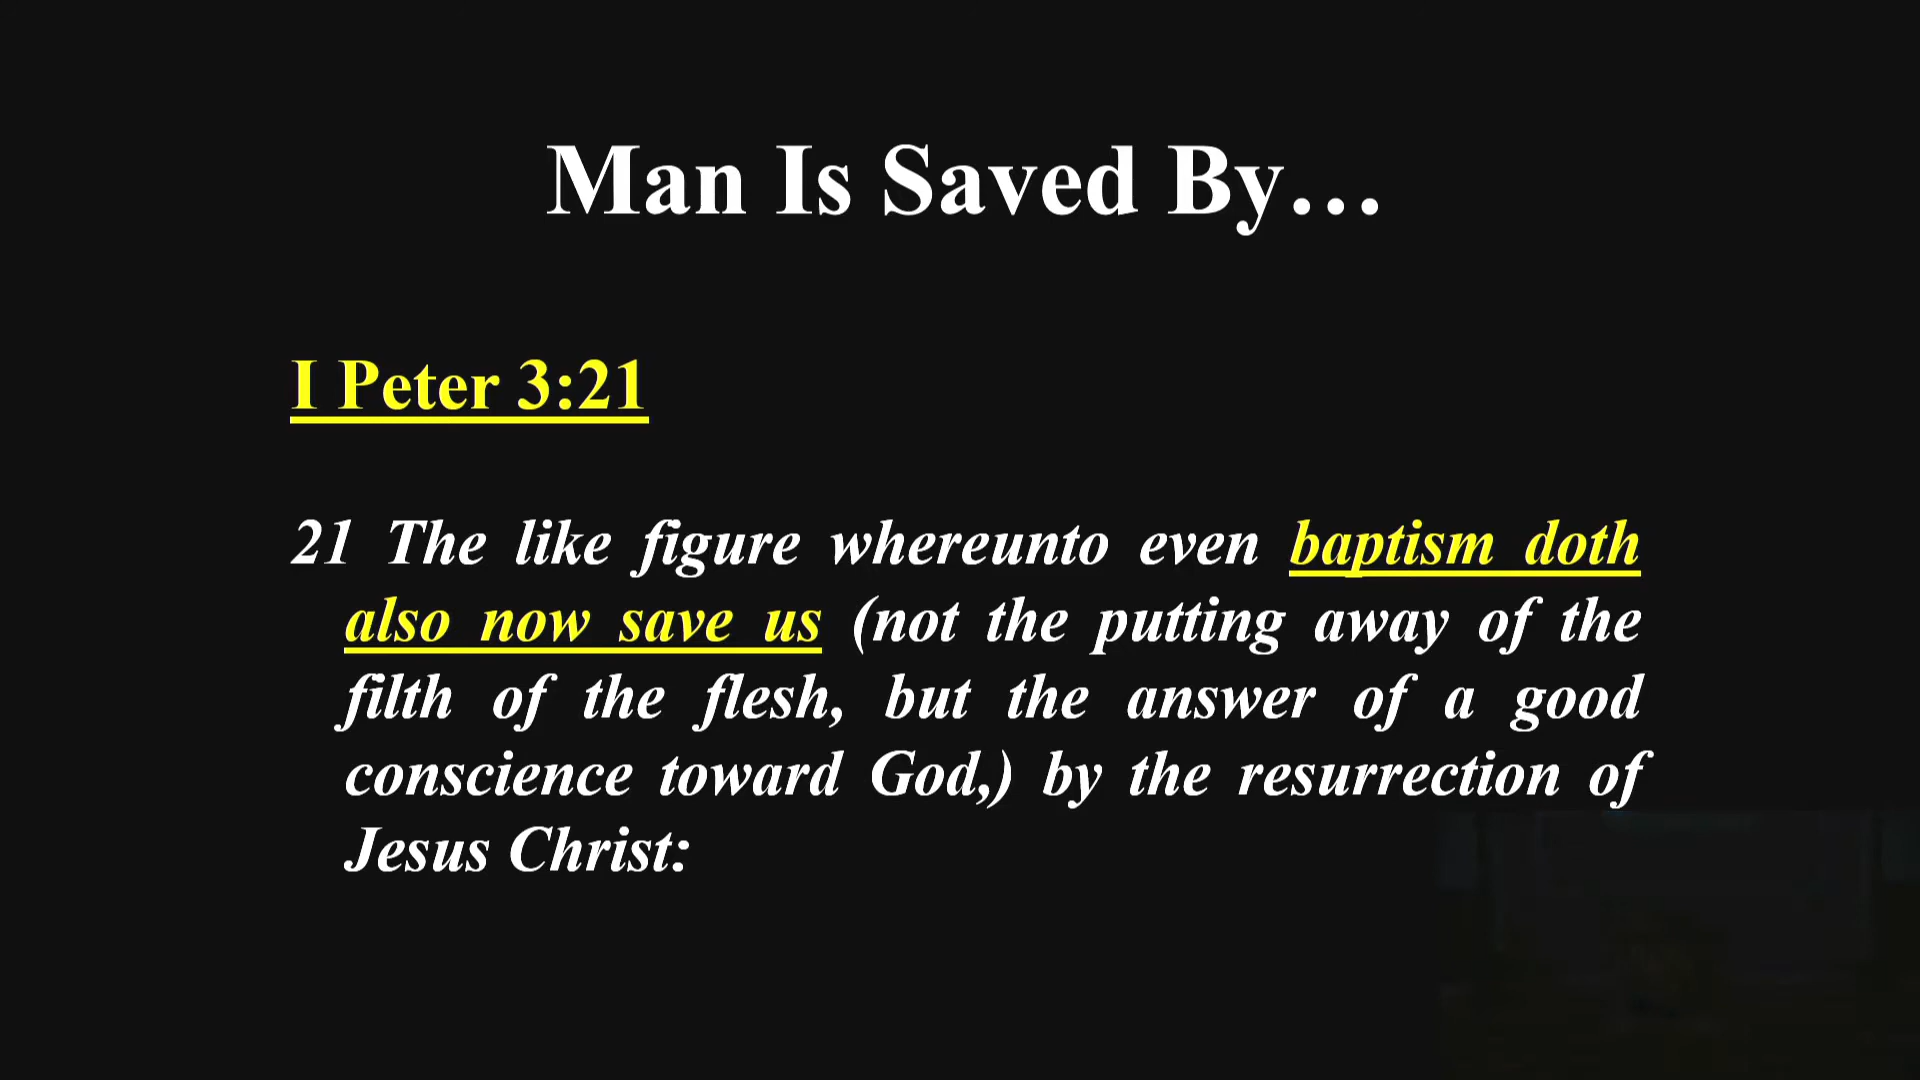 Man Is Saved By…
I Peter 3:21
21 The like figure whereunto even baptism doth
also now save us (not the putting away of the
filth of the flesh, but the answer of a good
conscience toward God,) by the resurrection of
Jesus Christ: